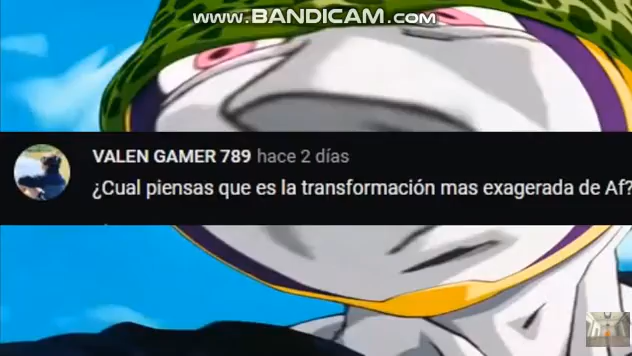 www.BANDICAM.com
VALEN GAMER 789 hace 2 días
¿Cual piensas que es la transformación mas exagerada de Af?